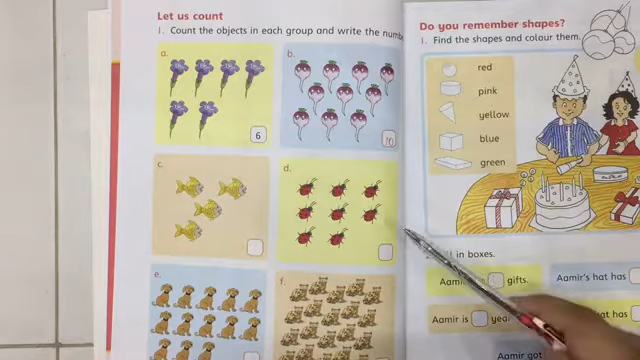 Let us count
1. Count the objects in each group and write the
a.
b.
6
10
c.
d.
e.
f.
Do you remember shapes?
1. Find the shapes and colour them.
red
pink
yellow
blue
green
in boxes.
gifts.
Aamir's hat has
Aamir is
hat has
Aamir got